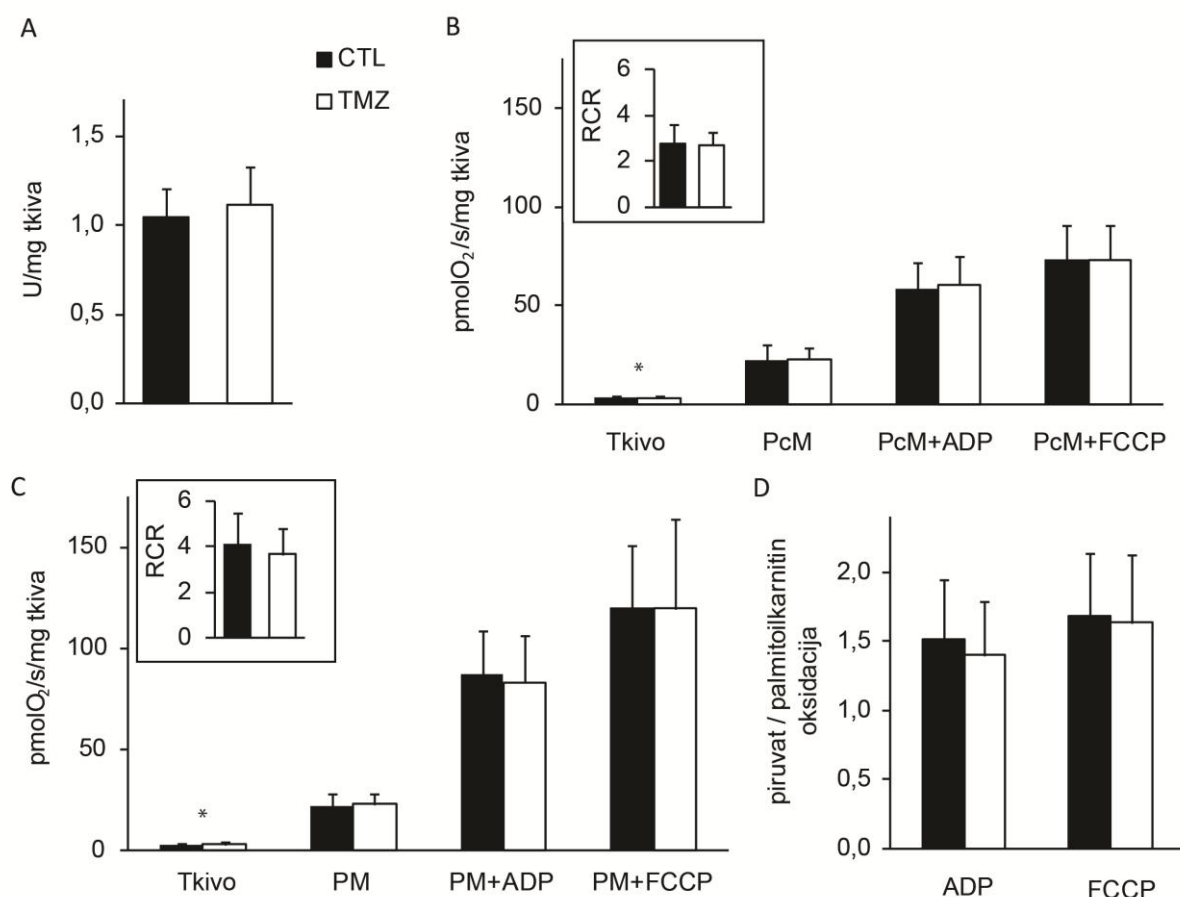 A
CTL
TMZ
U/mg tkiva
1,5
1,0
0,5
0,0
B
pmolO₂/s/mg tkiva
150
100
50
0
RCR
6
4
2
0
*
Tkivo PcM PcM+ADP PcM+FCCP
C
pmolO₂/s/mg tkiva
150
100
50
0
RCR
6
4
2
0
*
Tkivo PM PM+ADP PM+FCCP
D
piruvat / palmitoilkarnitin
oksidacija
2,0
1,5
1,0
0,5
0,0
ADP FCCP